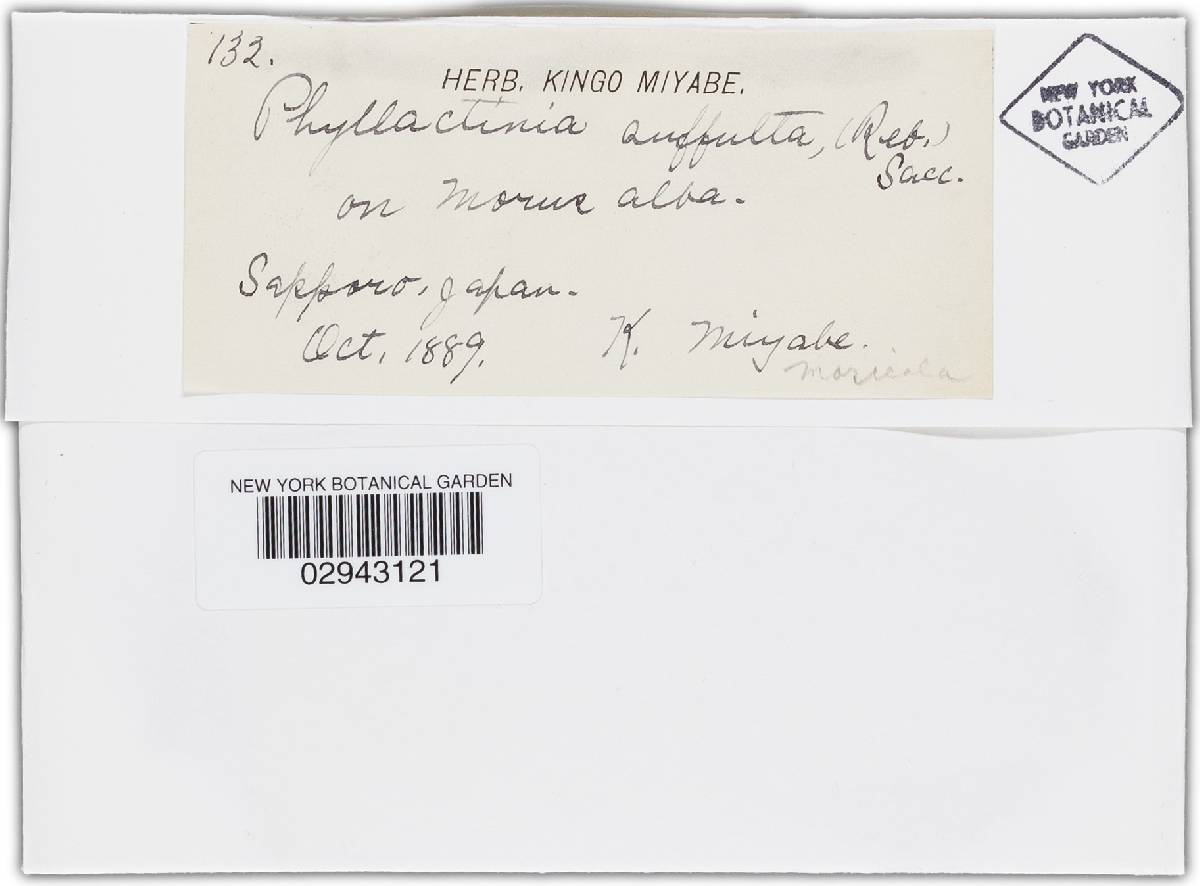 132.
HERB. KINGO MIYABE.
Phyllactinia suffulta, (Reb.)
Sacc.
on Morus alba.
Sapporo, Japan.
Oct. 1889. K. Miyabe.
moricola
NEW YORK
BOTANICAL
GARDEN
NEW YORK BOTANICAL GARDEN
02943121